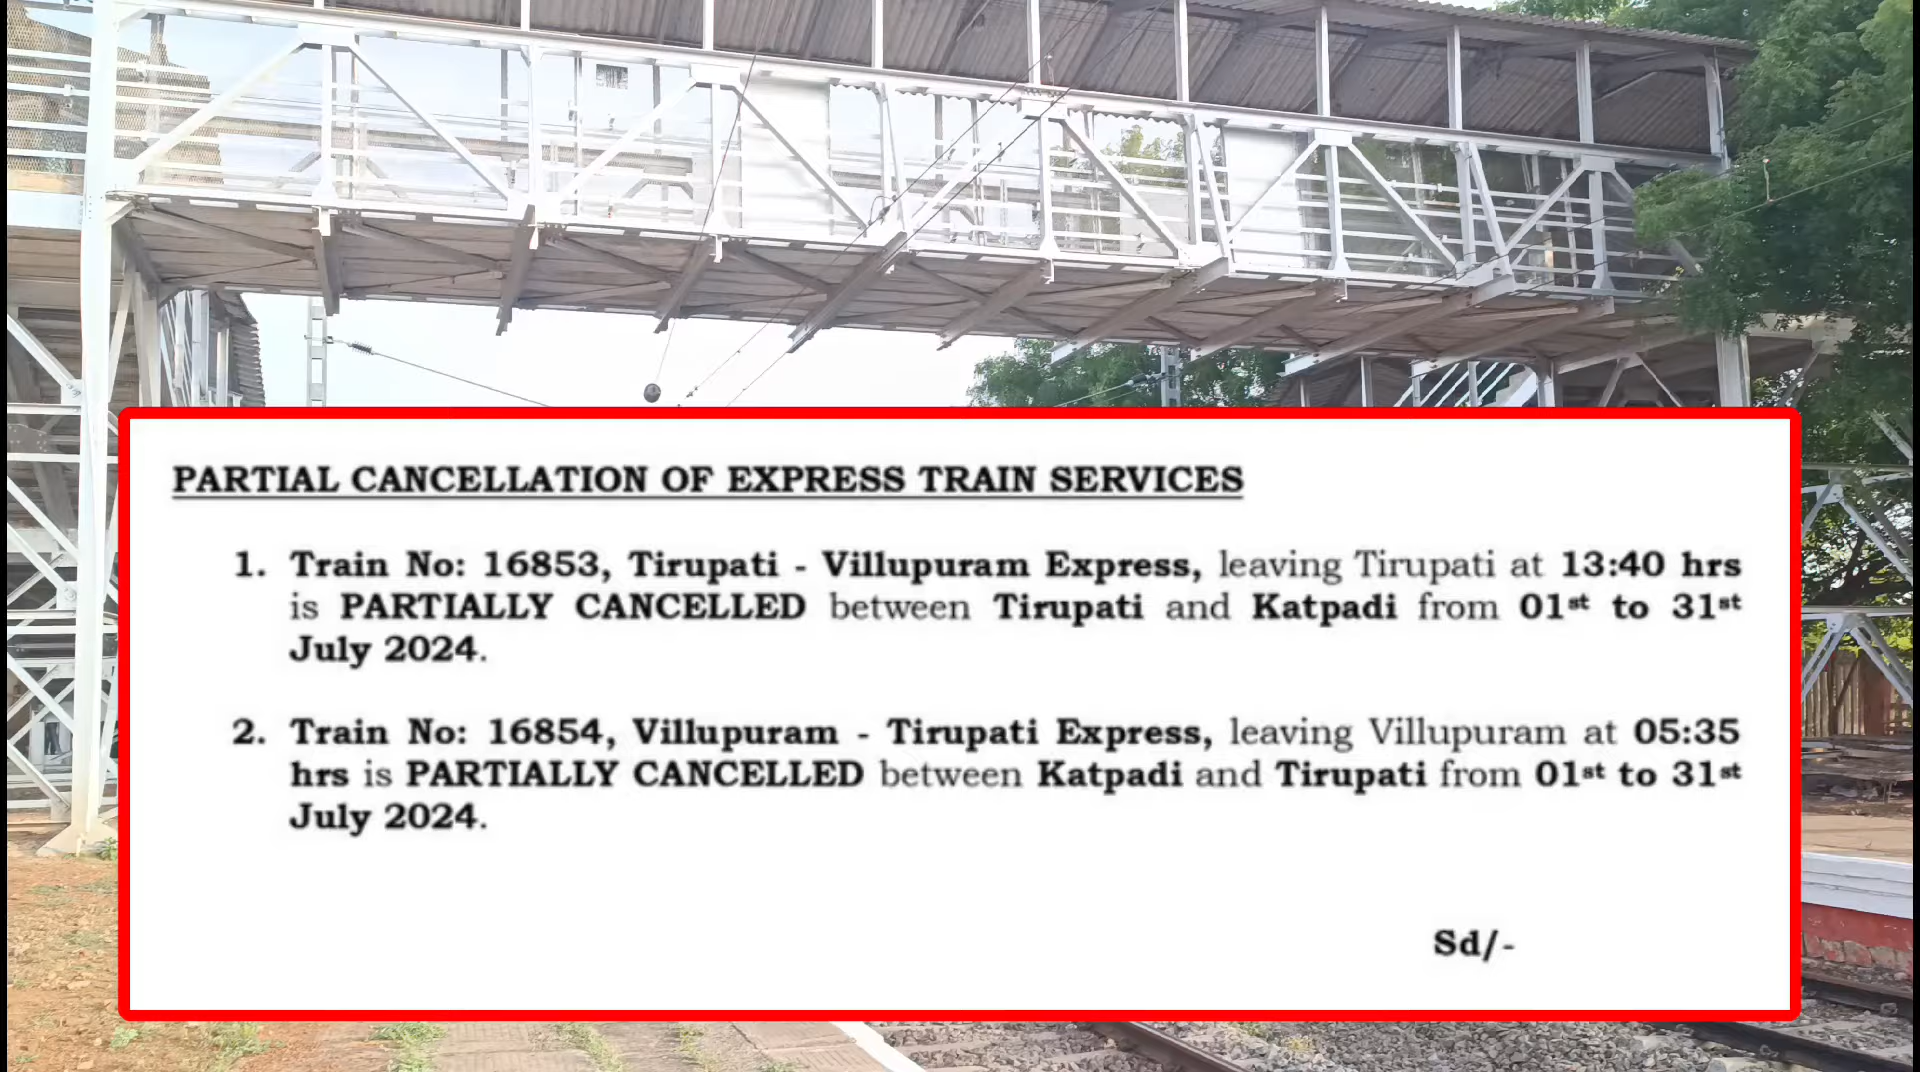 PARTIAL CANCELLATION OF EXPRESS TRAIN SERVICES
1. Train No: 16853, Tirupati - Villupuram Express, leaving Tirupati at 13:40 hrs
is PARTIALLY CANCELLED between Tirupati and Katpadi from 01st to 31st
July 2024.
2. Train No: 16854, Villupuram - Tirupati Express, leaving Villupuram at 05:35
hrs is PARTIALLY CANCELLED between Katpadi and Tirupati from 01st to 31st
July 2024.
Sd/-